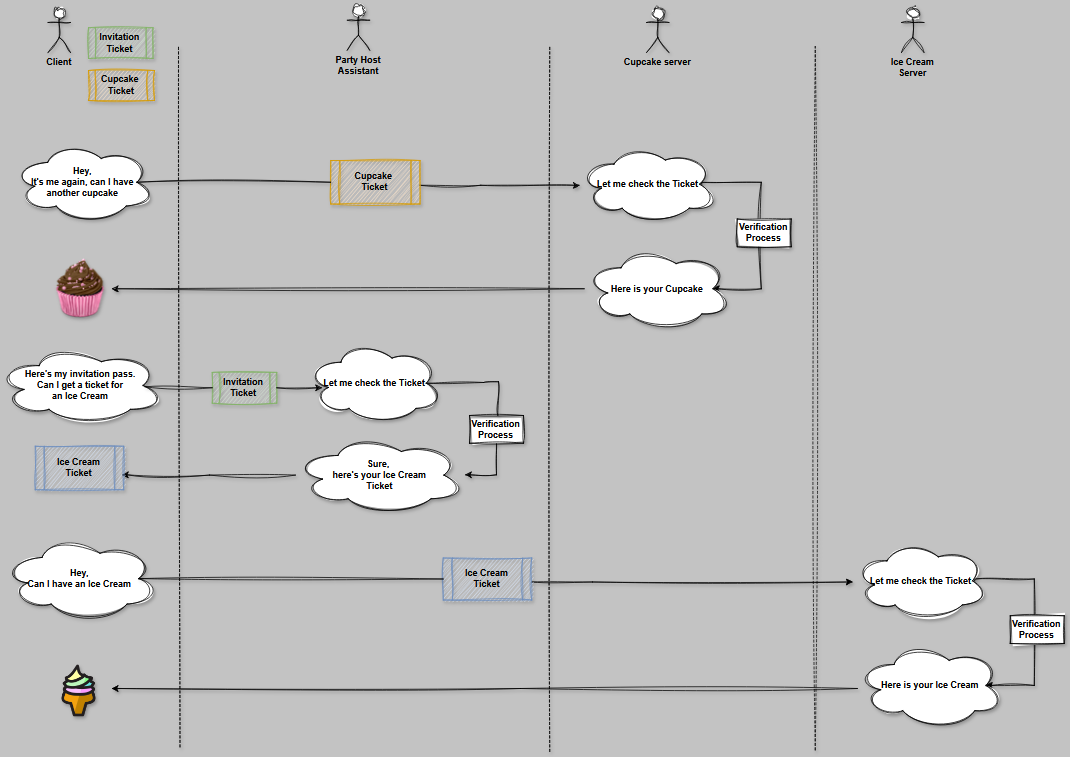 Client
Invitation
Ticket
Cupcake
Ticket
Party Host
Assistant
Cupcake server
Ice Cream
Server
Hey,
It's me again, can I have
another cupcake
Cupcake
Ticket
Let me check the Ticket
Verification
Process
Here is your Cupcake
Here's my invitation pass.
Can I get a ticket for
an Ice Cream
Invitation
Ticket
Let me check the Ticket
Verification
Process
Sure,
here's your Ice Cream
Ticket
Ice Cream
Ticket
Hey,
Can I have an Ice Cream
Ice Cream
Ticket
Let me check the Ticket
Verification
Process
Here is your Ice Cream